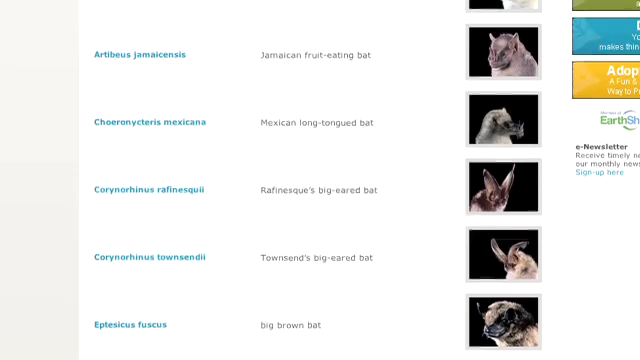 Artibeus jamaicensis Jamaican fruit-eating bat
Choeronycteris mexicana Mexican long-tongued bat
Corynorhinus rafinesquii Rafinesque's big-eared bat
Corynorhinus townsendii Townsend's big-eared bat
Eptesicus fuscus big brown bat
makes thin
Adop
A Fun &
Way to P
EarthSh
e-Newsletter
Receive timely ne
our monthly news
Sign-up here